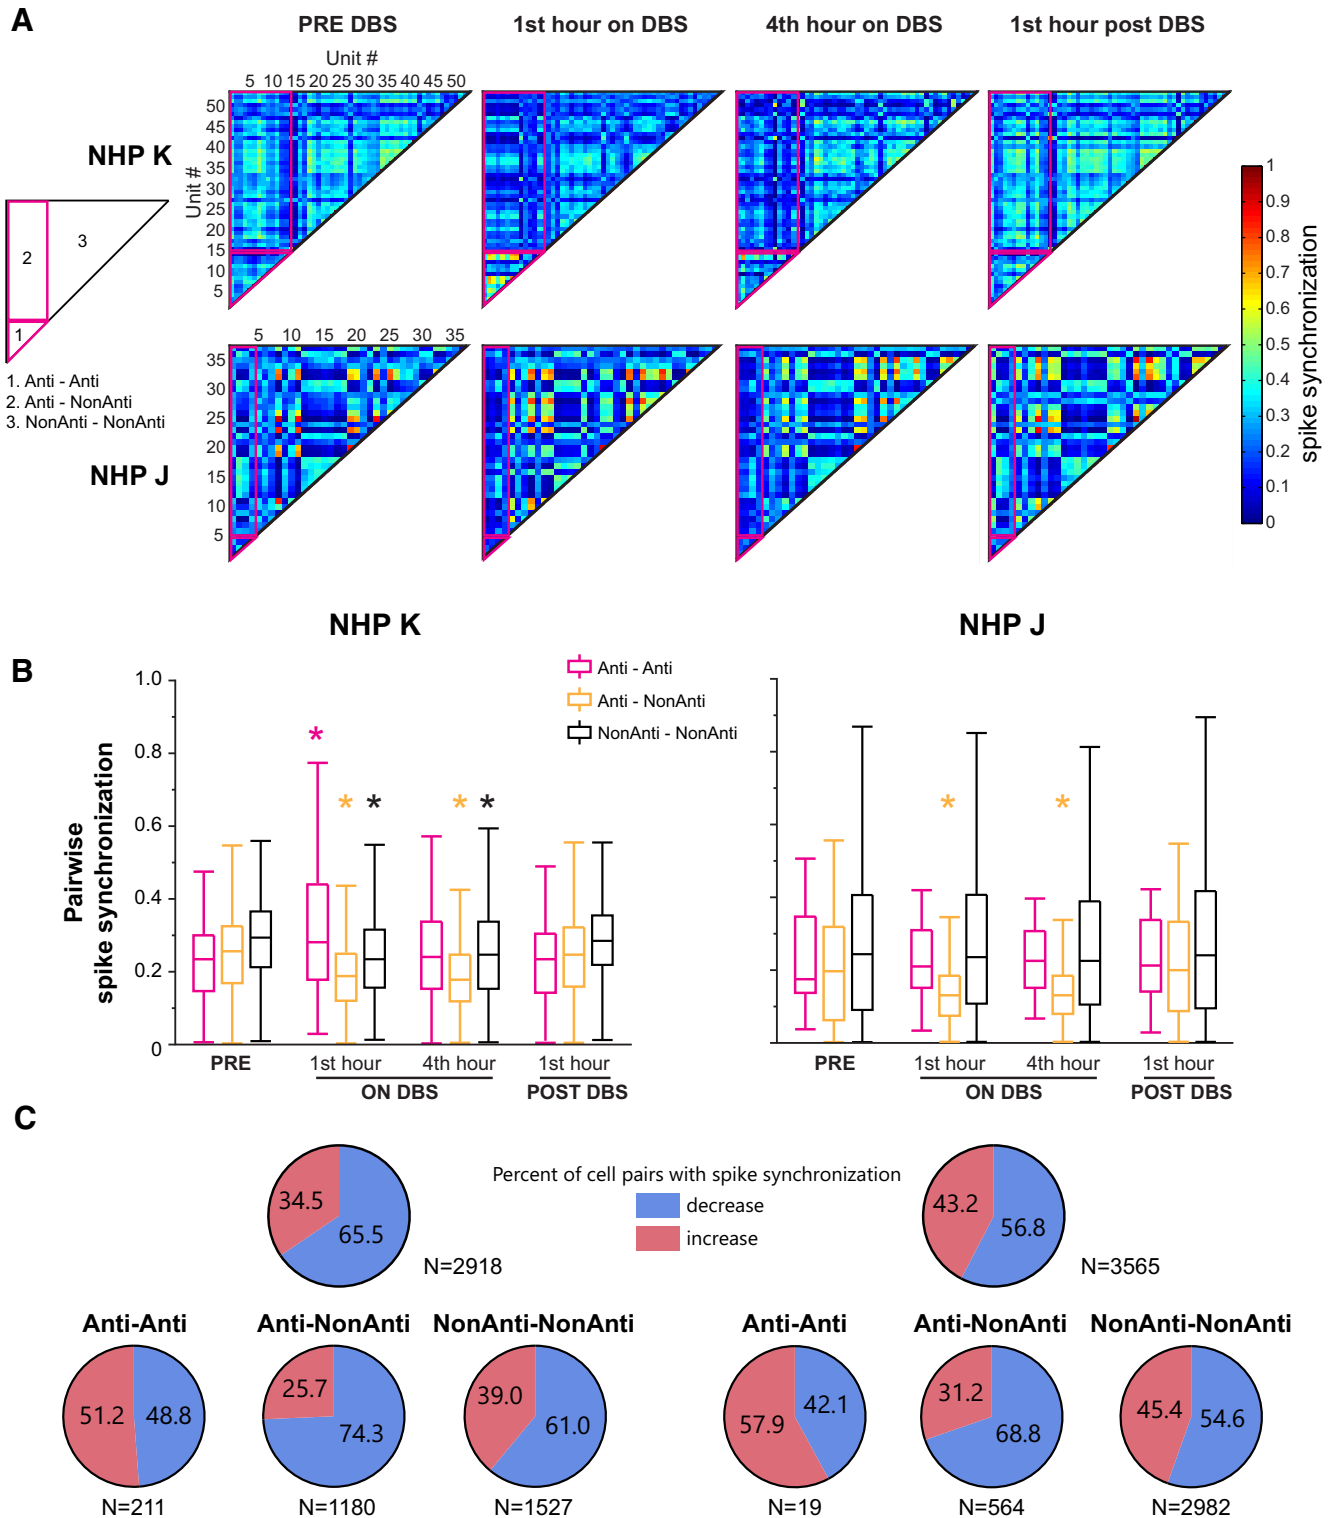 A
PRE DBS
1st hour on DBS
4th hour on DBS
1st hour post DBS
Unit #
5 10 15 20 25 30 35 40 45 50
50
45
40
35
30
25
20
15
10
5
Unit #
NHP K
2
3
1
1. Anti - Anti
2. Anti - NonAnti
3. NonAnti - NonAnti
5 10 15 20 25 30 35
35
30
25
20
15
10
5
NHP J
1
0.9
0.8
0.7
0.6
0.5
0.4
0.3
0.2
0.1
0
spike synchronization
NHP K
NHP J
B
Anti - Anti
Anti - NonAnti
NonAnti - NonAnti
Pairwise
spike synchronization
1.0
0.8
0.6
0.4
0.2
0
*
* *
* *
*
*
PRE
1st hour
4th hour
1st hour
ON DBS
POST DBS
PRE
1st hour
4th hour
1st hour
ON DBS
POST DBS
C
Percent of cell pairs with spike synchronization
decrease
increase
34.5
65.5
N=2918
43.2
56.8
N=3565
Anti-Anti
Anti-NonAnti
NonAnti-NonAnti
Anti-Anti
Anti-NonAnti
NonAnti-NonAnti
51.2 48.8
25.7
74.3
39.0
61.0
57.9
42.1
31.2
68.8
45.4
54.6
N=211
N=1180
N=1527
N=19
N=564
N=2982